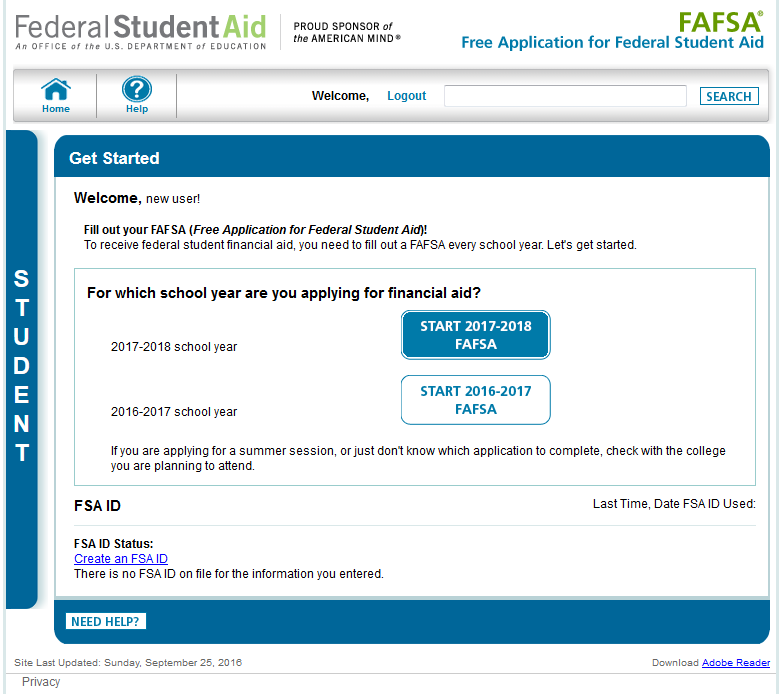 Federal Student Aid
An OFFICE of the U.S. DEPARTMENT of EDUCATION
PROUD SPONSOR of
the AMERICAN MIND®
FAFSA®
Free Application for Federal Student Aid
Home
Help
Welcome,
Logout
SEARCH
STUDENT
Get Started
Welcome, new user!
Fill out your FAFSA (Free Application for Federal Student Aid)!
To receive federal student financial aid, you need to fill out a FAFSA every school year. Let's get started.
For which school year are you applying for financial aid?
2017-2018 school year
START 2017-2018
FAFSA
2016-2017 school year
START 2016-2017
FAFSA
If you are applying for a summer session, or just don't know which application to complete, check with the college
you are planning to attend.
FSA ID
Last Time, Date FSA ID Used:
FSA ID Status:
Create an FSA ID
There is no FSA ID on file for the information you entered.
NEED HELP?
Site Last Updated: Sunday, September 25, 2016
Download Adobe Reader
Privacy